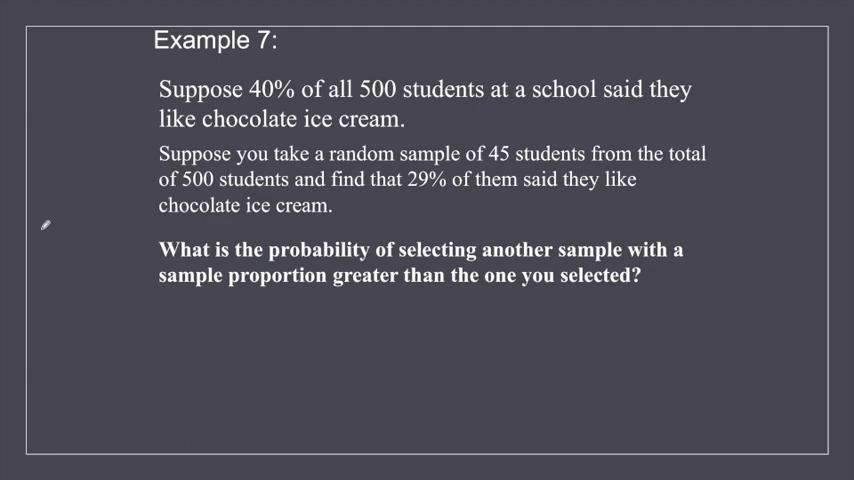 Example 7:
Suppose 40% of all 500 students at a school said they
like chocolate ice cream.
Suppose you take a random sample of 45 students from the total
of 500 students and find that 29% of them said they like
chocolate ice cream.
What is the probability of selecting another sample with a
sample proportion greater than the one you selected?